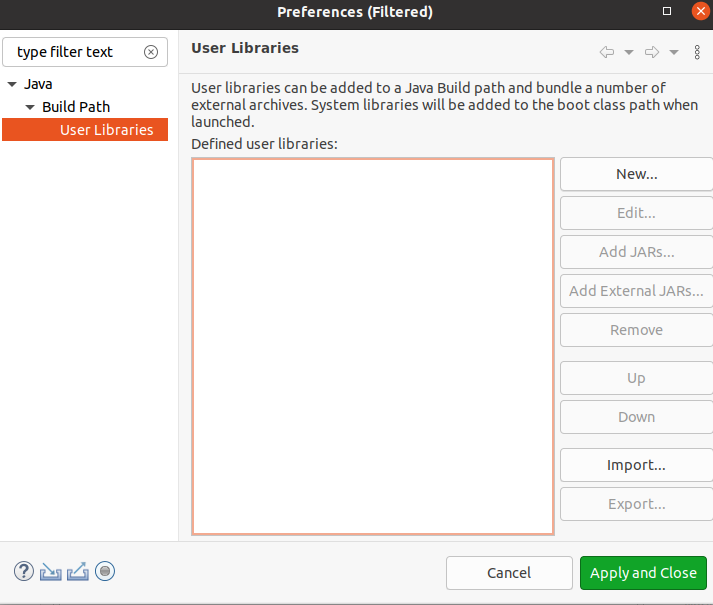 Preferences (Filtered)
type filter text
Java
Build Path
User Libraries
User Libraries
User libraries can be added to a Java Build path and bundle a number of
external archives. System libraries will be added to the boot class path when
launched.
Defined user libraries:
New...
Edit...
Add JARs...
Add External JARs...
Remove
Up
Down
Import...
Export...
?
Cancel
Apply and Close